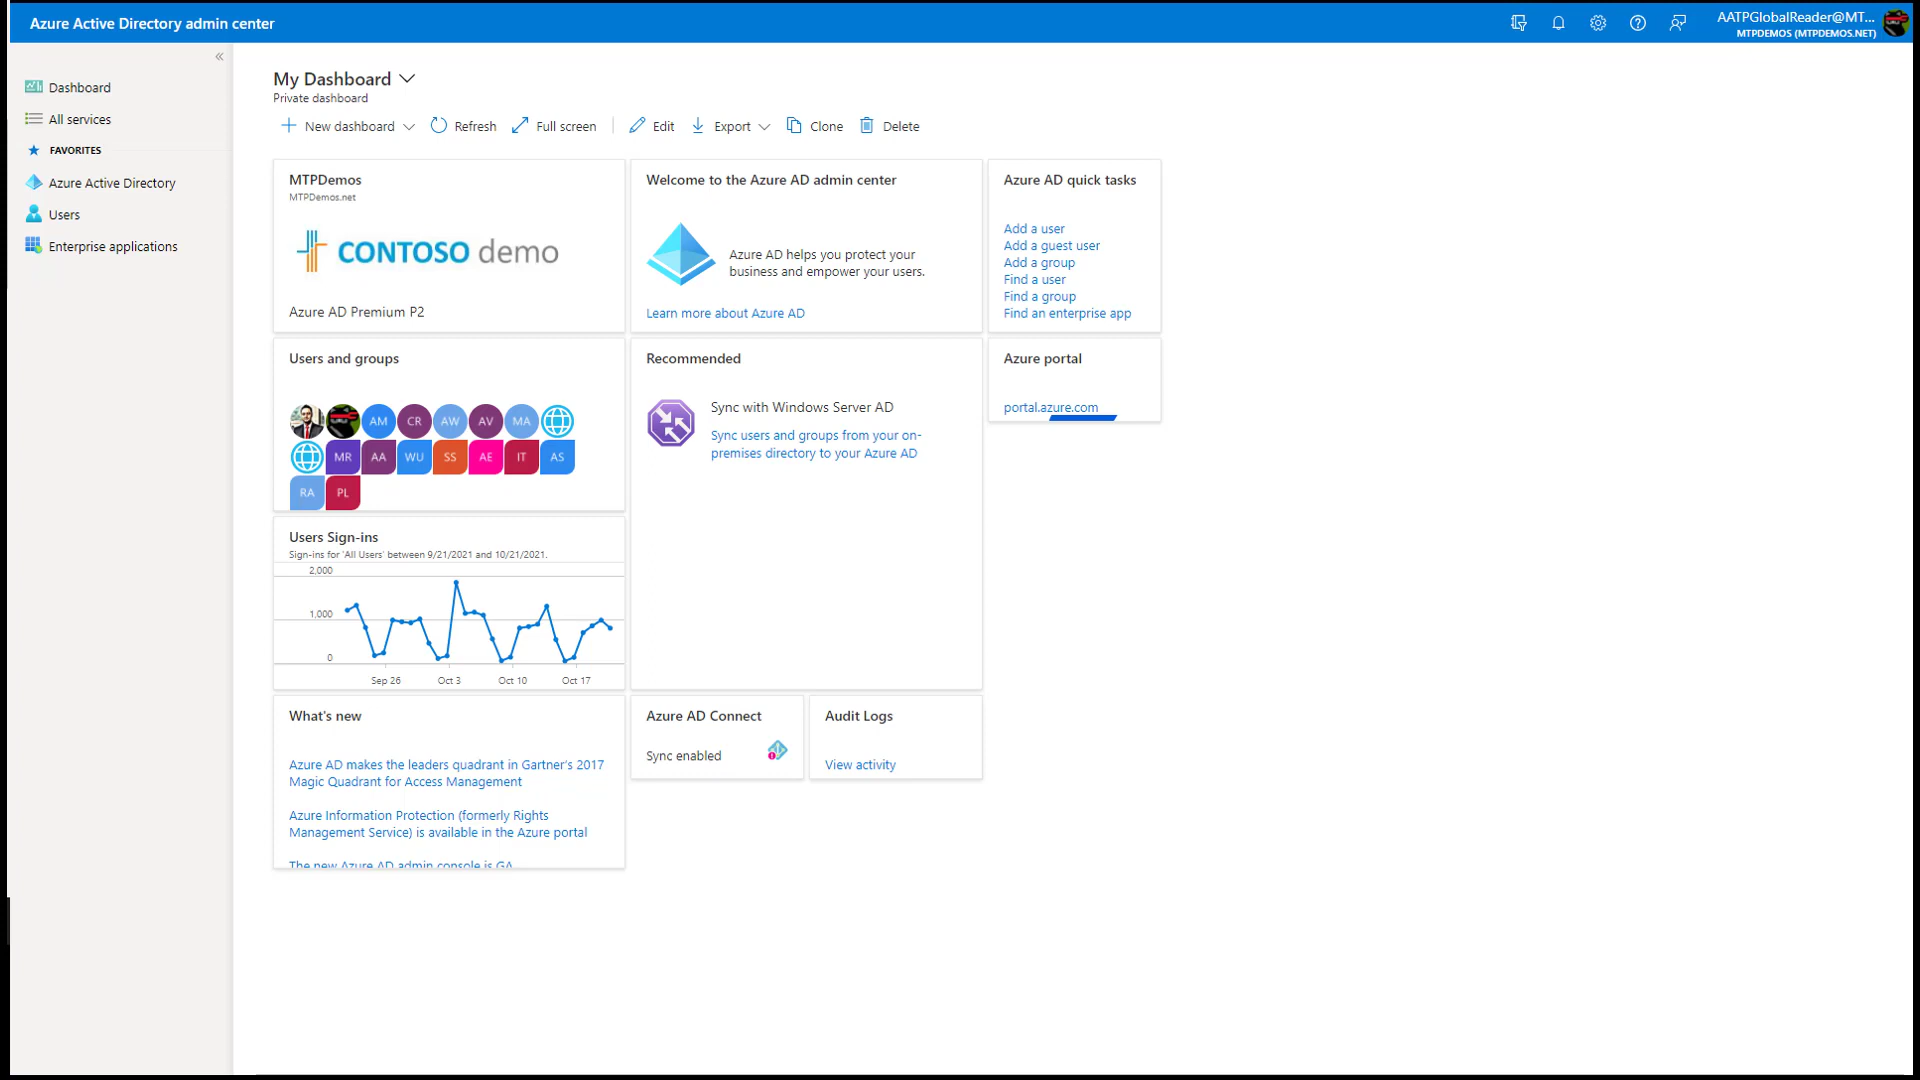 Azure Active Directory admin center
AATPGlobalReader@MT...
MTPDEMOS (MTPDEMOS.NET)
Dashboard
All services
FAVORITES
Azure Active Directory
Users
Enterprise applications
My Dashboard
Private dashboard
New dashboard
Refresh
Full screen
Edit
Export
Clone
Delete
MTPDemos
MTPDemos.net
CONTOSO demo
Azure AD Premium P2
Welcome to the Azure AD admin center
Azure AD helps you protect your
business and empower your users.
Learn more about Azure AD
Azure AD quick tasks
Add a user
Add a guest user
Add a group
Find a user
Find a group
Find an enterprise app
Users and groups
AM CR AW AV MA
MR AA WU SS AE IT AS
RA PL
Recommended
Sync with Windows Server AD
Sync users and groups from your on-
premises directory to your Azure AD
Azure portal
portal.azure.com
Users Sign-ins
Sign-ins for 'All Users' between 9/21/2021 and 10/21/2021.
2,000
1,000
0
Sep 26 Oct 3 Oct 10 Oct 17
What's new
Azure AD makes the leaders quadrant in Gartner's 2017
Magic Quadrant for Access Management
Azure Information Protection (formerly Rights
Management Service) is available in the Azure portal
The new Azure AD admin console is GA
Azure AD Connect
Sync enabled
Audit Logs
View activity